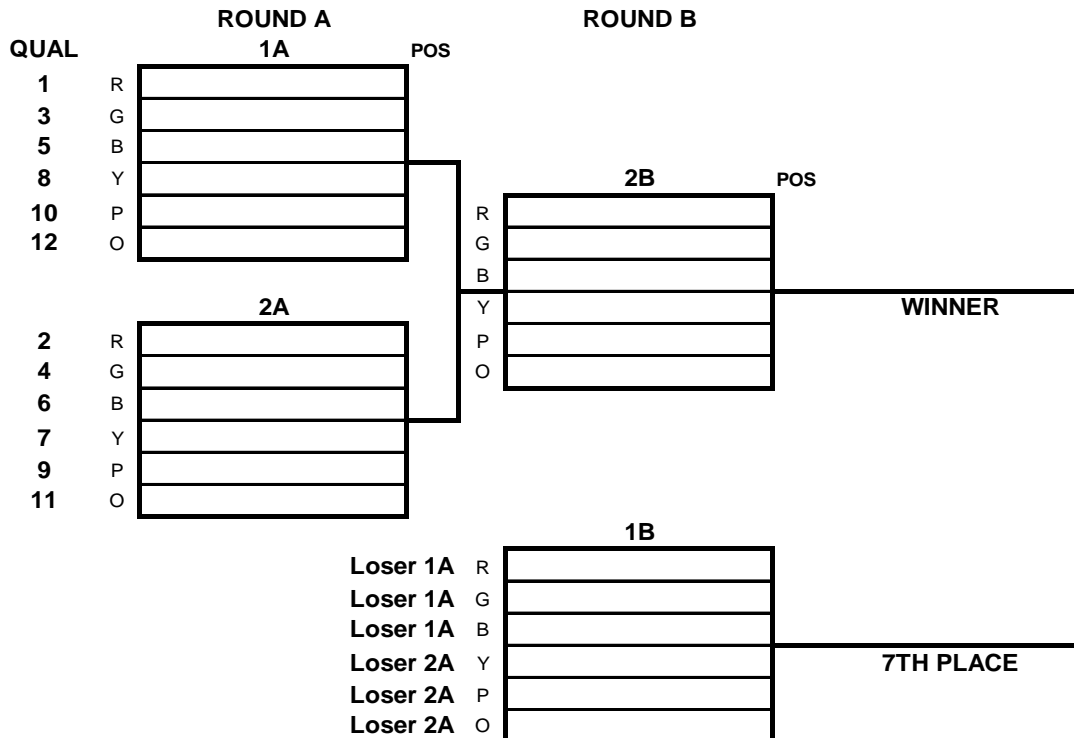 ROUND A ROUND B
QUAL 1A POS
1 R
3 G
5 B
8 Y
10 P
12 O
2B POS
R
G
B
Y
P
O
WINNER
2A
2 R
4 G
6 B
7 Y
9 P
11 O
1B
Loser 1A R
Loser 1A G
Loser 1A B
Loser 2A Y
Loser 2A P
Loser 2A O
7TH PLACE